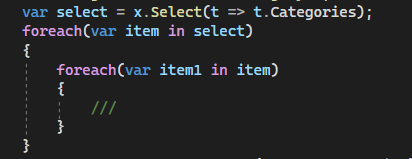 var select = x.Select(t => t.Categories);
foreach(var item in select)
{
foreach(var item1 in item)
{
///
}
}